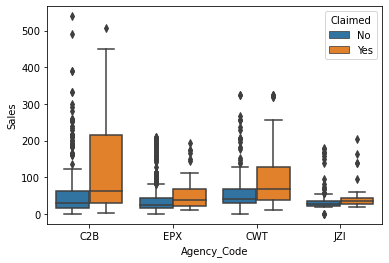 Claimed
No
Yes
Sales
500
400
300
200
100
0
C2B
EPX
CWT
JZI
Agency_Code